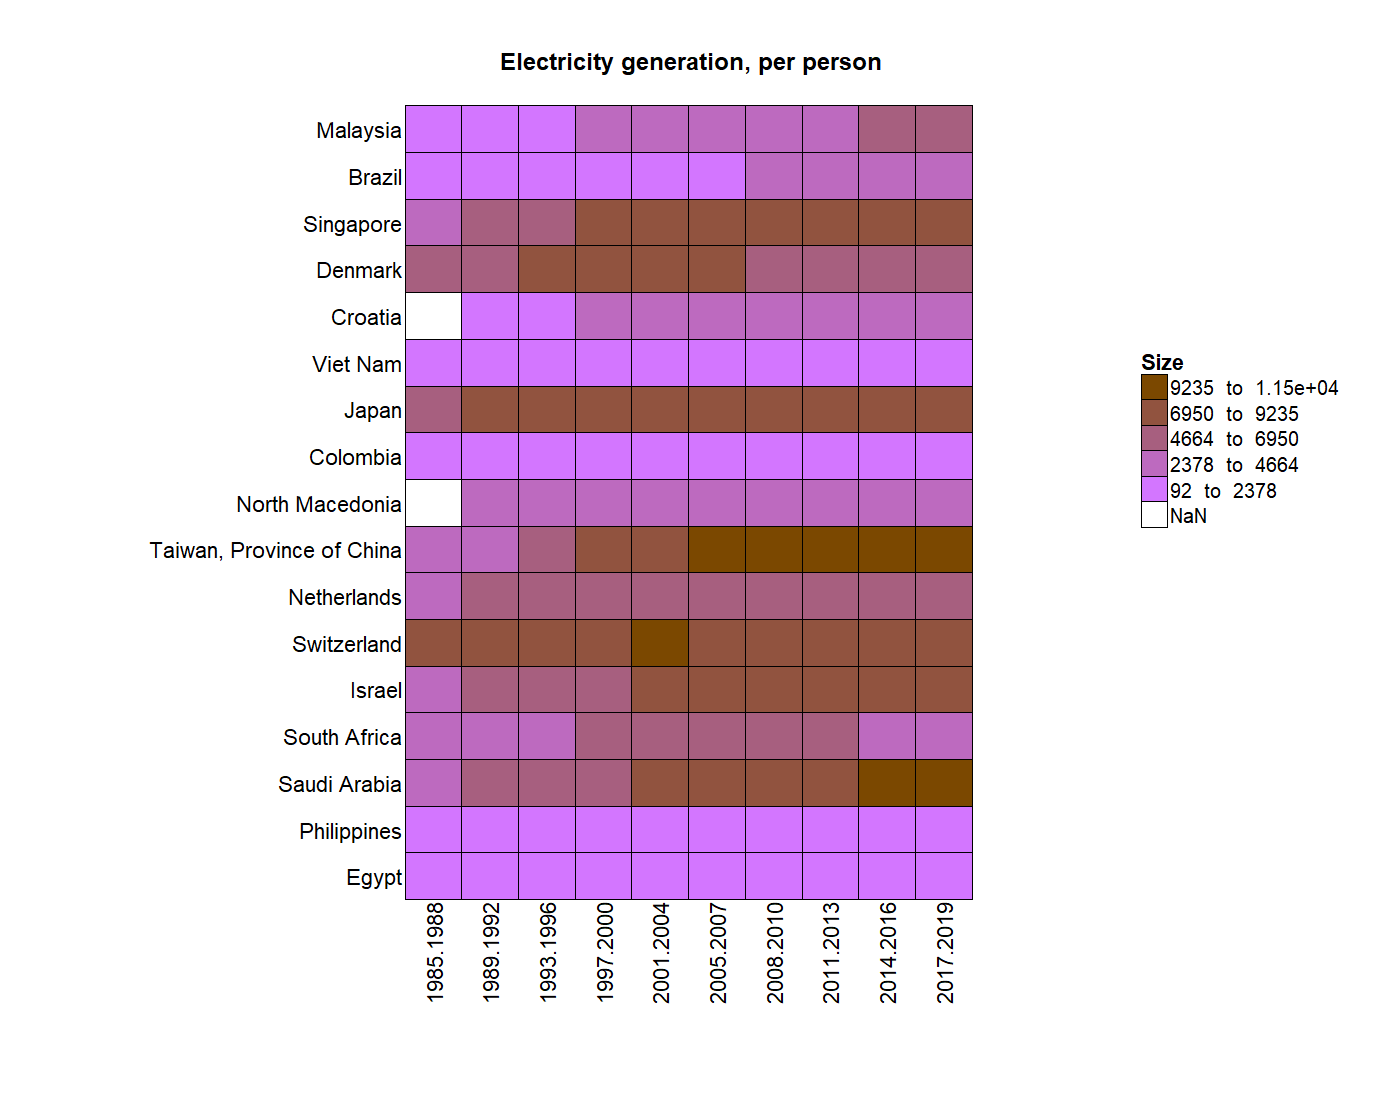 Electricity generation, per person
Malaysia
Brazil
Singapore
Denmark
Croatia
Viet Nam
Japan
Colombia
North Macedonia
Taiwan, Province of China
Netherlands
Switzerland
Israel
South Africa
Saudi Arabia
Philippines
Egypt
1985.1988
1989.1992
1993.1996
1997.2000
2001.2004
2005.2007
2008.2010
2011.2013
2014.2016
2017.2019
Size
9235 to 1.15e+04
6950 to 9235
4664 to 6950
2378 to 4664
92 to 2378
NaN